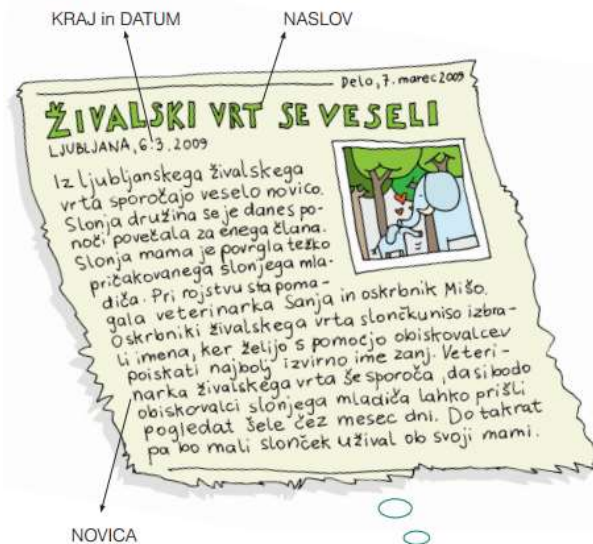 KRAJ in DATUM
NASLOV
Delo, 7. marec 2009
ŽIVALSKI VRT SE VESELI
LJUBLJANA, 6.3.2009
Iz ljubljanskega živalskega
vrta sporočajo veselo novico.
Slonja družina se je danes po-
noči povečala za enega člana.
Slonja mama je povrgla težko
pričakovanega slonjega mla-
diča. Pri rojstvu sta poma-
gala veterinarka Sanja in oskrbnik Mišo.
Oskrbniki živalskega vrta slončku niso izbra-
li imena, ker želijo s pomočjo obiskovalcev
poiskati najbolj izvirno ime zanj. Veteri-
narka živalskega vrta še sporoča, da si bodo
obiskovalci slonjega mladiča lahko prišli
pogledat šele čez mesec dni. Do takrat
pa bo mali slonček užival ob svoji mami.
NOVICA